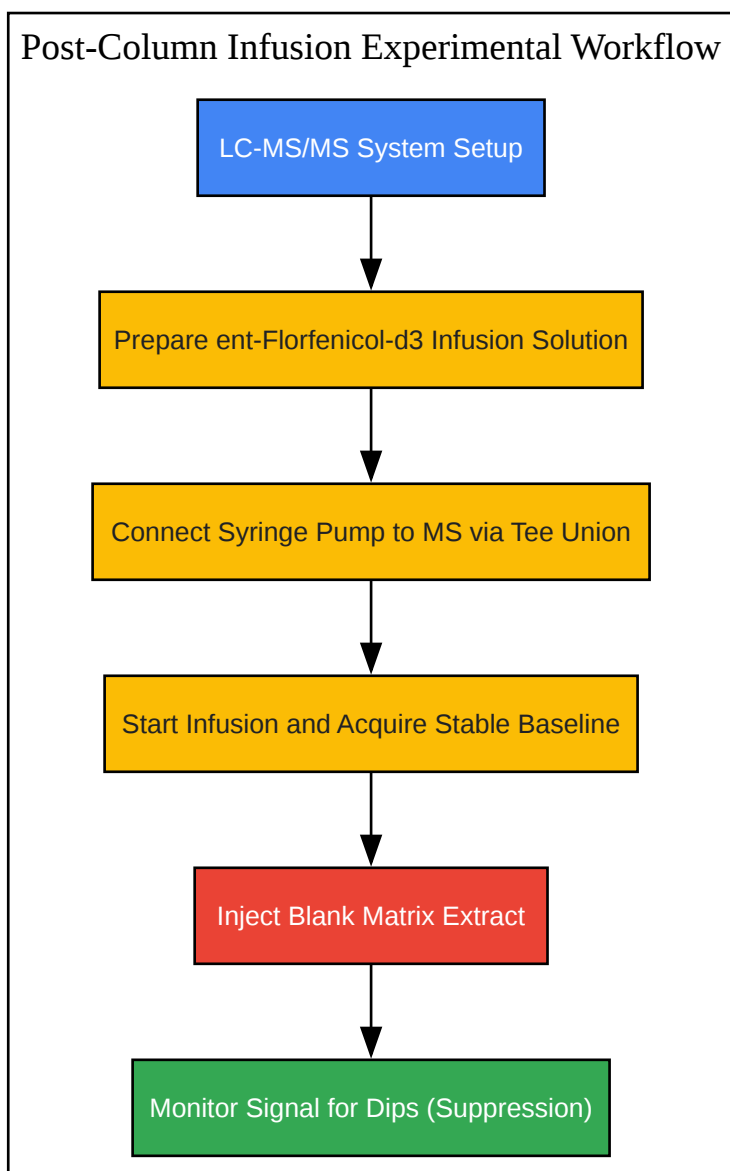 Post-Column Infusion Experimental Workflow
LC-MS/MS System Setup
Prepare ent-Florfenicol-d3 Infusion Solution
Connect Syringe Pump to MS via Tee Union
Start Infusion and Acquire Stable Baseline
Inject Blank Matrix Extract
Monitor Signal for Dips (Suppression)